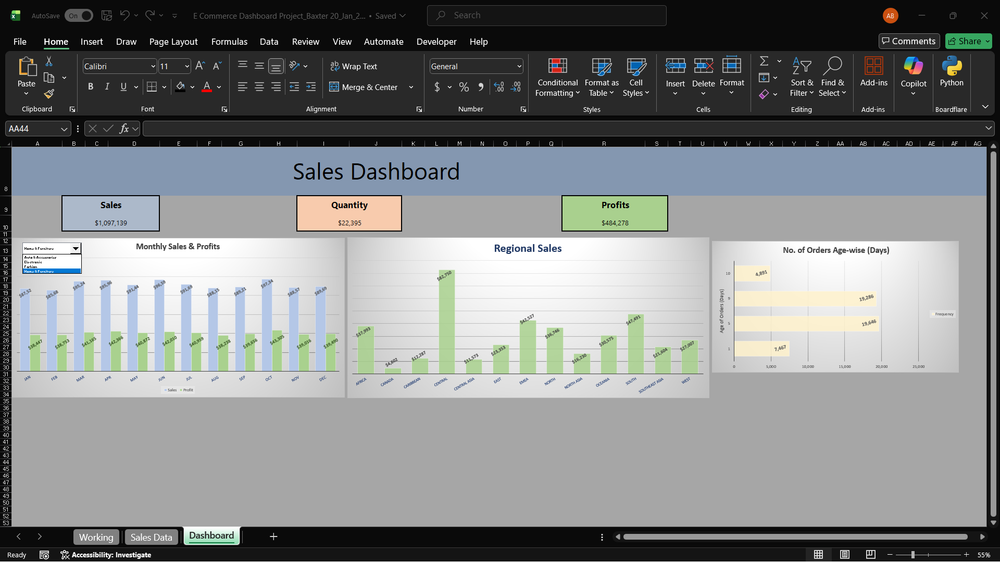 AutoSave On E Commerce Dashboard Project_Baxter 20_Jan_2... • Saved Search AB
File Home Insert Draw Page Layout Formulas Data Review View Automate Developer Help Comments Share
Paste Calibri 11 B I U A Wrap Text Merge & Center General $ % Conditional Formatting Format as Table Cell Styles Insert Delete Format Sort & Filter Find & Select Add-ins Copilot Python
Clipboard Font Alignment Number Styles Cells Editing Add-ins Boardflare
AA44 fx
A B C D E F G H I J K L M N O P Q R S T U V W X Y Z AA AB AC AD AE AF AG
Sales Dashboard
8
Sales Quantity Profits
9
$1,097,139 $22,395 $484,278
10
11
12
13
14
15
16
17
18
19
20
21
22
23
24
25
26
27
28
29
30
31
32
33
34
35
36
37
38
39
40
41
42
43
44
45
46
47
48
49
50
51
52
53
Monthly Sales & Profits
Home & Furniture
Auto & Accessories
Electronic
Fashion
Home & Furniture
$87,52 $85,68 $95,24 $95,96 $91,44 $96,59 $91,69 $88,15 $89,21 $97,34 $88,57 $89,69
$38,447 $38,753 $41,165 $42,366 $40,872 $42,010 $40,959 $38,238 $39,656 $43,305 $39,016 $39,490
JAN FEB MAR APR MAY JUN JUL AUG SEP OCT NOV DEC
Sales Profit
Regional Sales
$37,993 $4,602 $12,287 $82,750 $11,573 $23,353 $42,527 $36,746 $16,230 $30,575 $47,491 $21,604 $27,007
AFRICA CANADA CARIBBEAN CENTRAL CENTRAL ASIA EAST EMEA NORTH NORTH ASIA OCEANIA SOUTH SOUTHEAST ASIA WEST
No. of Orders Age-wise (Days)
Age of Orders (Days)
10 4,891
9 19,286
5 19,646
1 7,467
Frequency
0 5,000 10,000 15,000 20,000 25,000
Working Sales Data Dashboard
Ready Accessibility: Investigate 55%